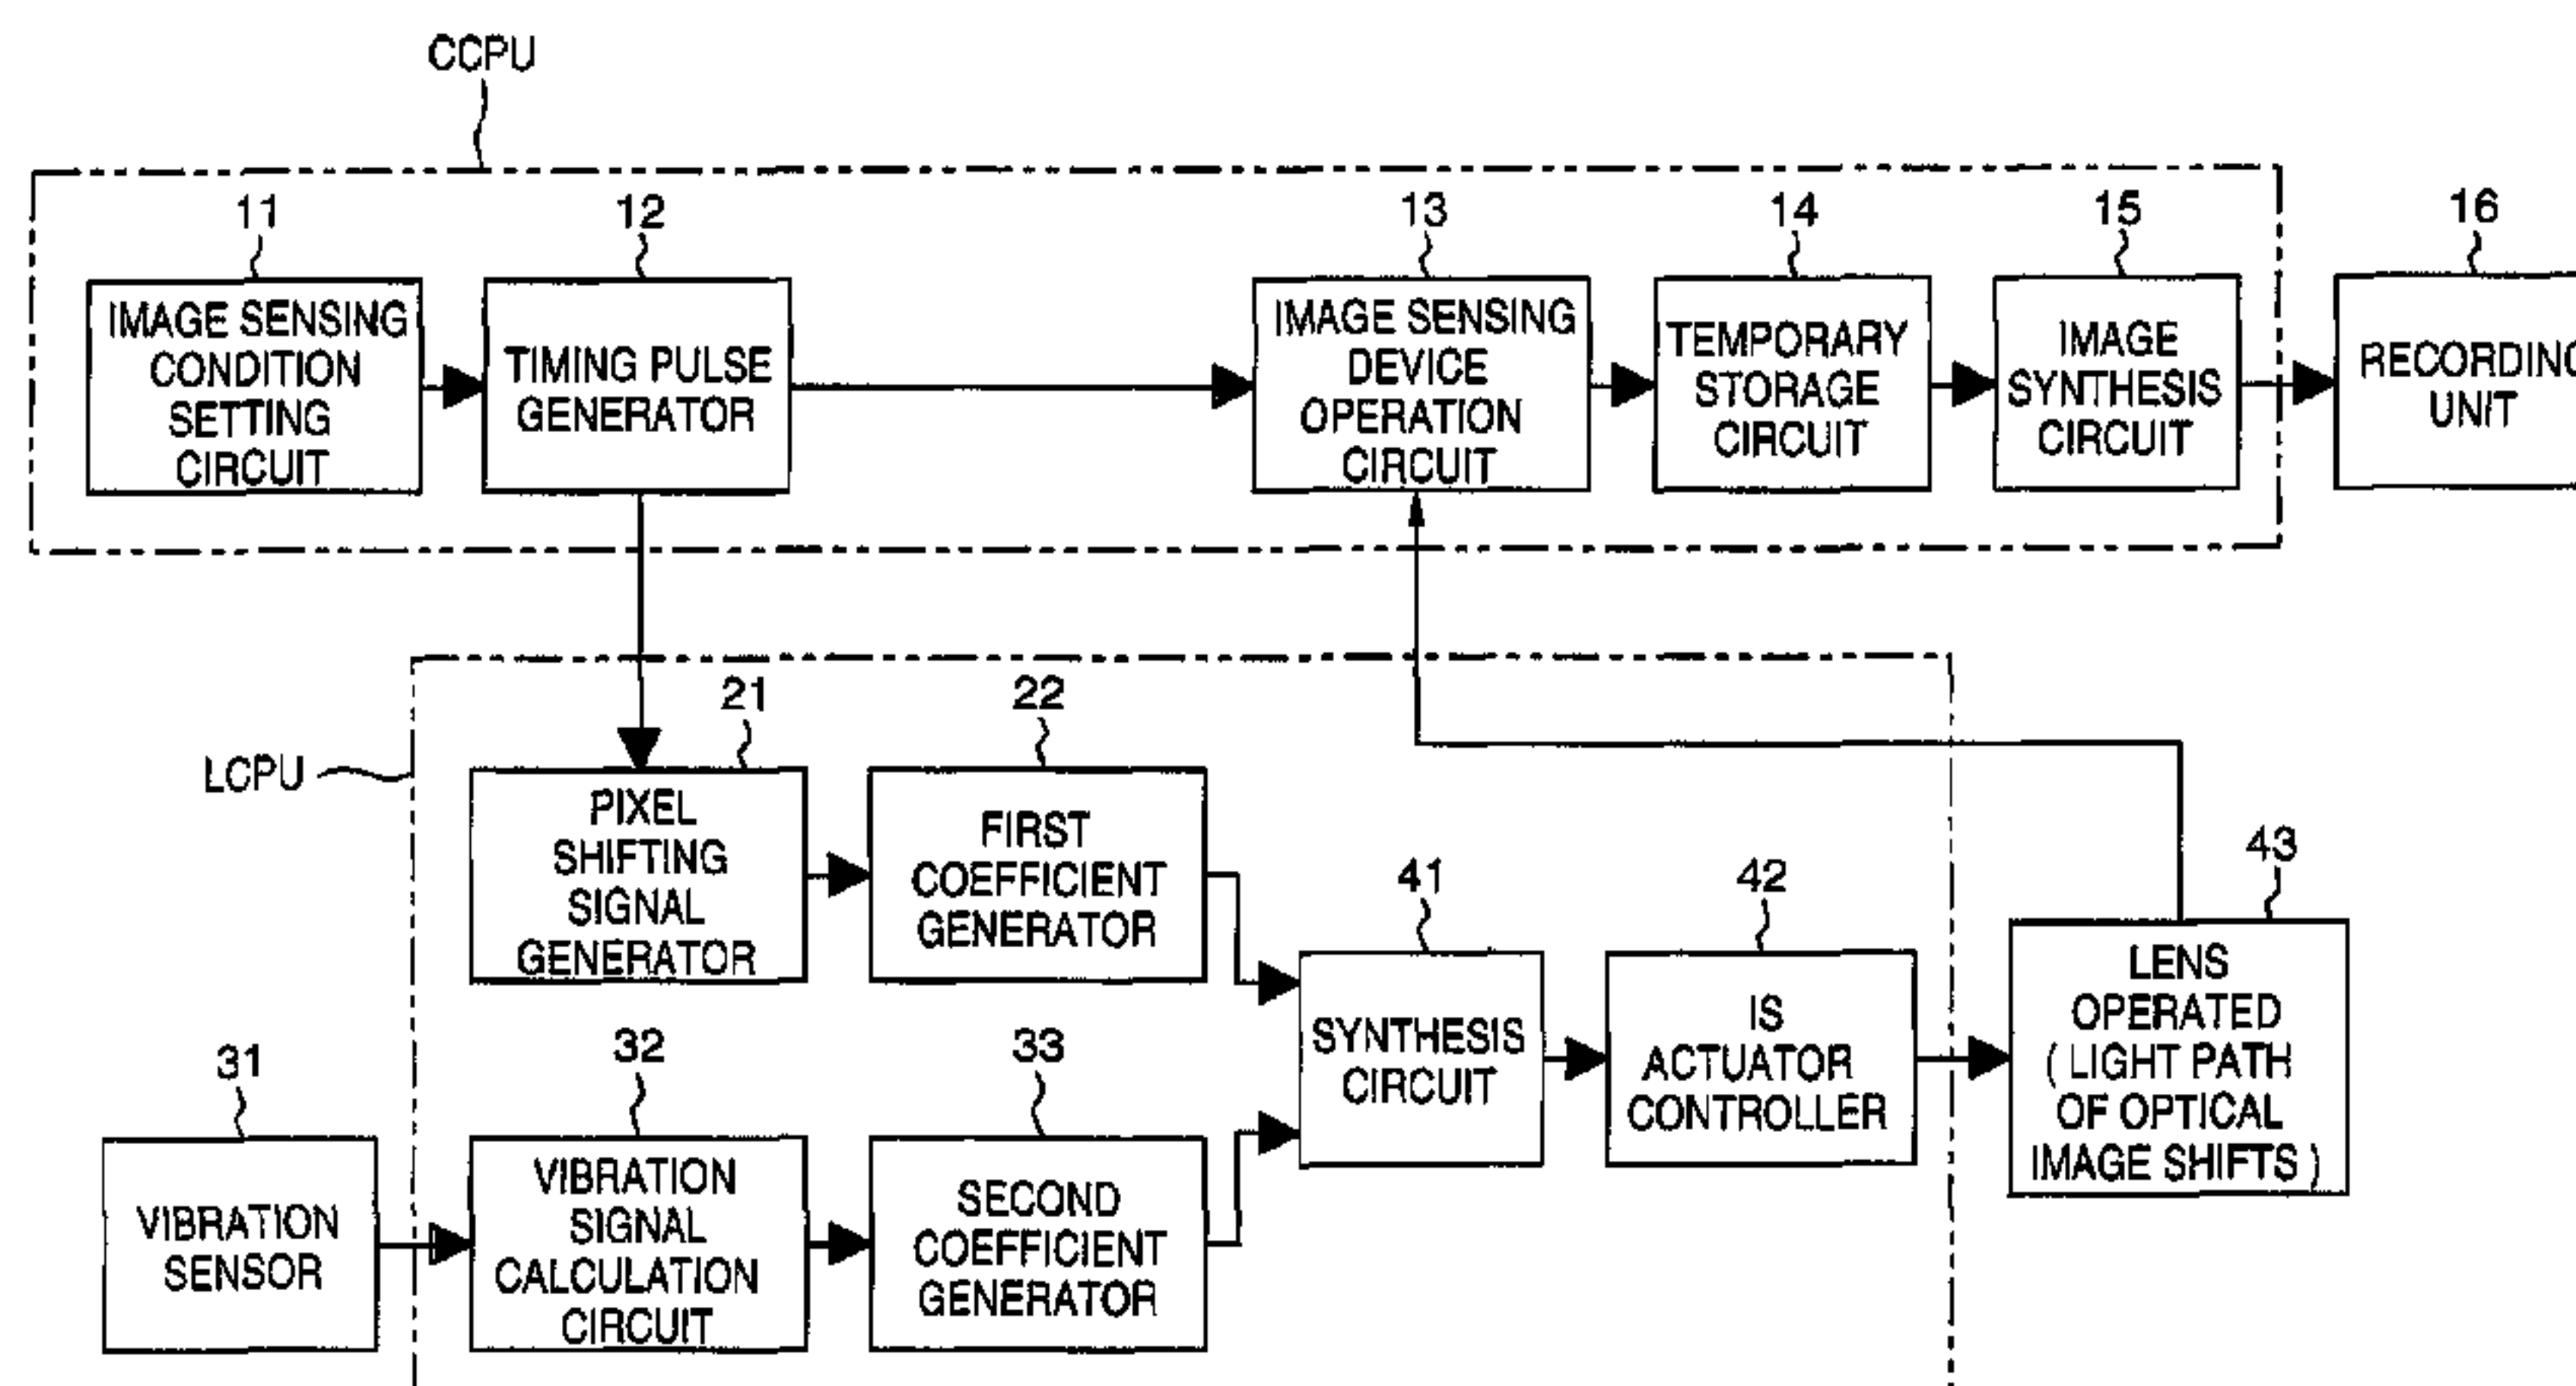 CCPU
11
12
13
14
15
16
IMAGE SENSING
CONDITION
SETTING
CIRCUIT
TIMING PULSE
GENERATOR
IMAGE SENSING
DEVICE
OPERATION
CIRCUIT
TEMPORARY
STORAGE
CIRCUIT
IMAGE
SYNTHESIS
CIRCUIT
RECORDING
UNIT
LCPU
21
22
PIXEL
SHIFTING
SIGNAL
GENERATOR
FIRST
COEFFICIENT
GENERATOR
41
42
43
SYNTHESIS
CIRCUIT
IS
ACTUATOR
CONTROLLER
LENS
OPERATED
( LIGHT PATH
OF OPTICAL
IMAGE SHIFTS )
31
32
33
VIBRATION
SENSOR
VIBRATION
SIGNAL
CALCULATION
CIRCUIT
SECOND
COEFFICIENT
GENERATOR